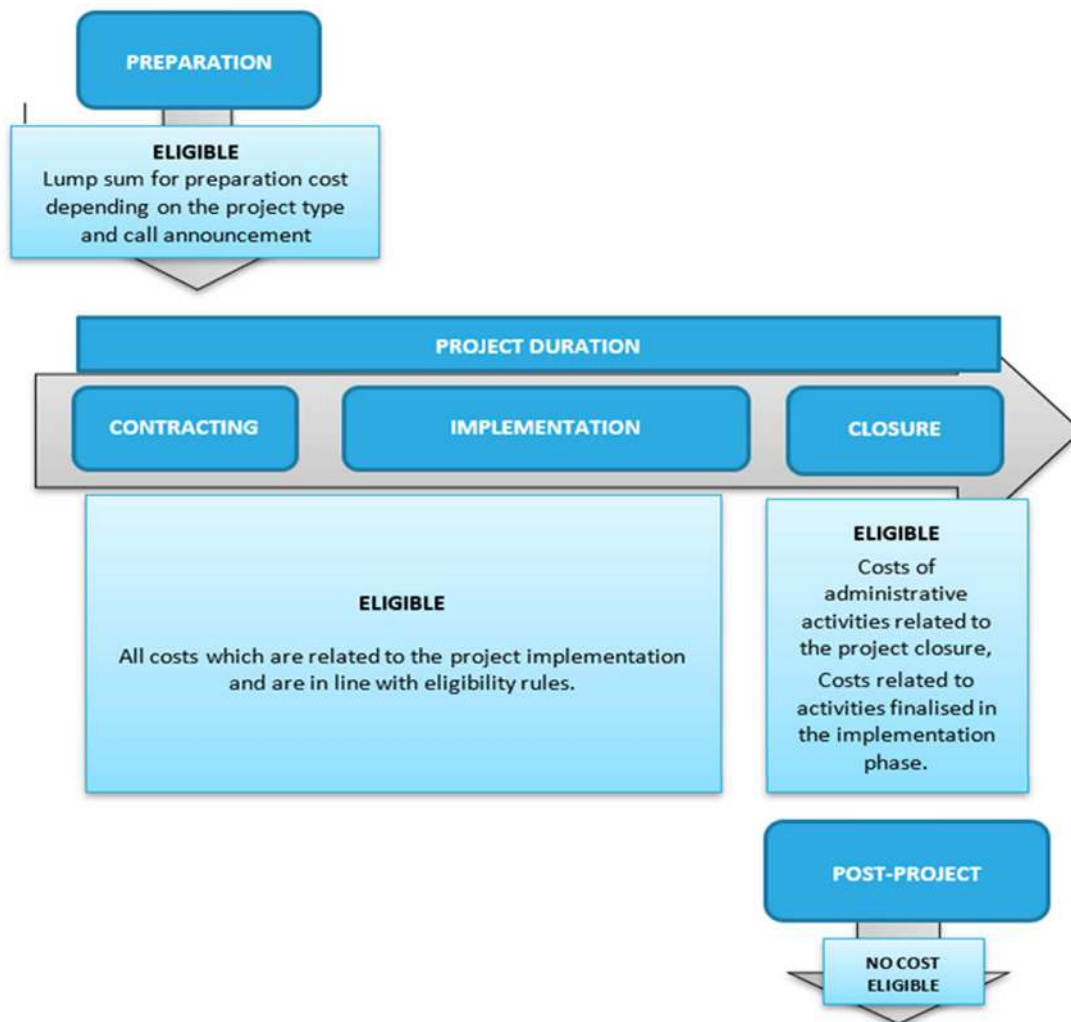 PREPARATION
ELIGIBLE
Lump sum for preparation cost
depending on the project type
and call announcement
PROJECT DURATION
CONTRACTING
IMPLEMENTATION
CLOSURE
ELIGIBLE
All costs which are related to the project implementation
and are in line with eligibility rules.
ELIGIBLE
Costs of
administrative
activities related to
the project closure,
Costs related to
activities finalised in
the implementation
phase.
POST-PROJECT
NO COST
ELIGIBLE